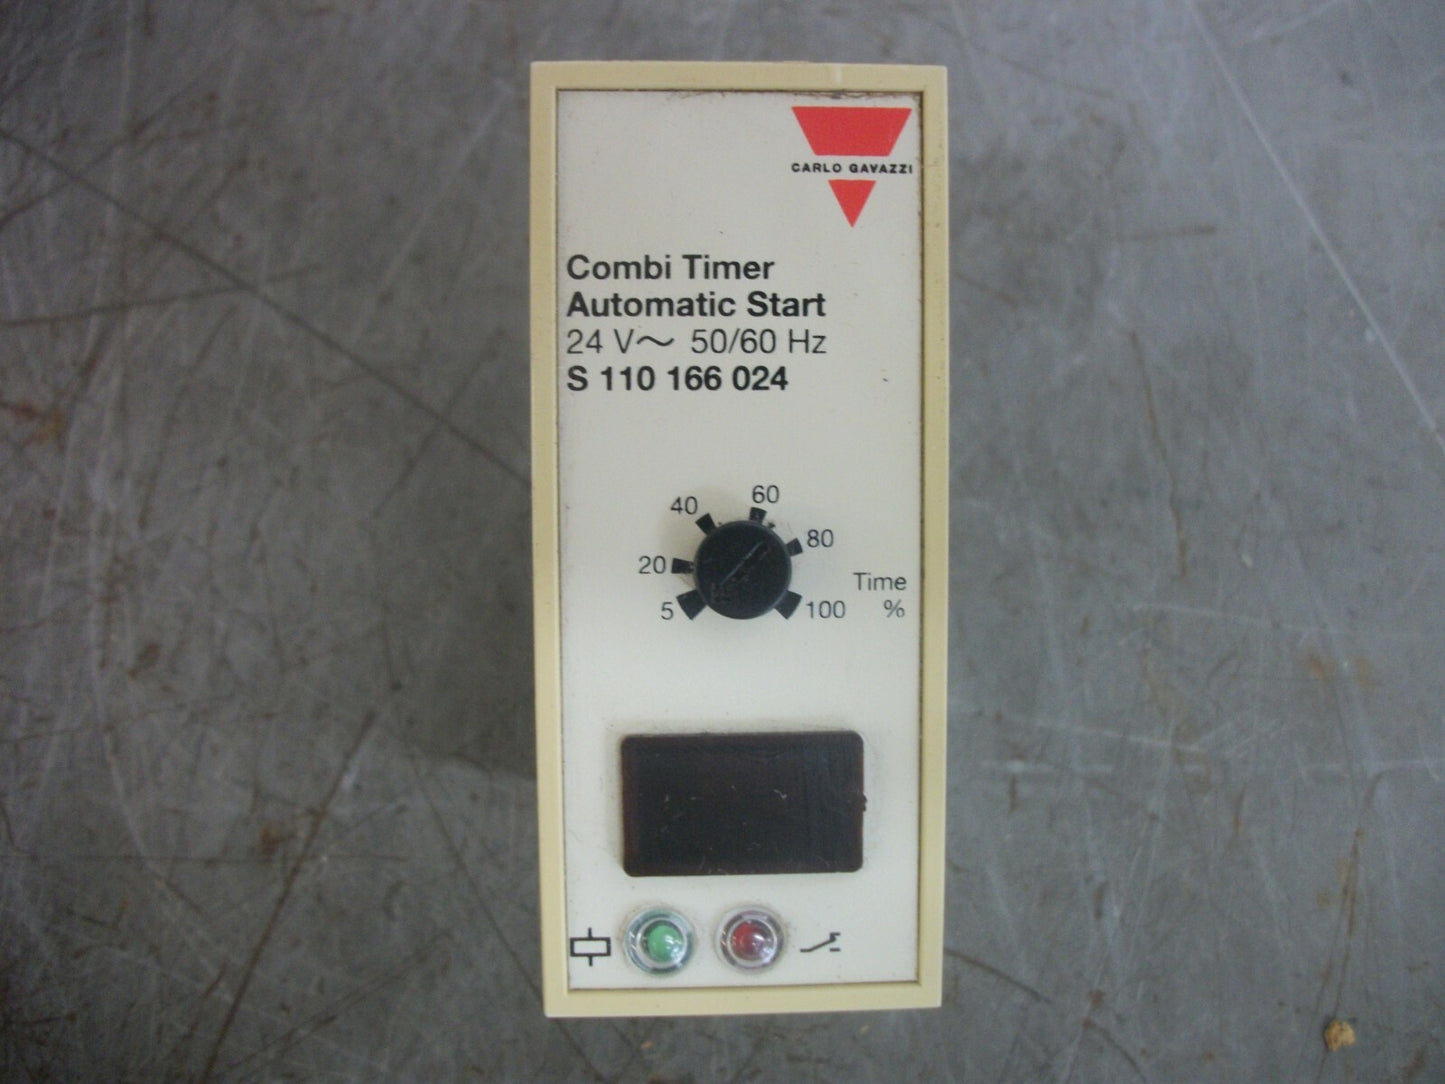 CARLO GAVAZZI
Combi Timer
Automatic Start
24 V~ 50/60 Hz
S 110 166 024
60
40
80
20
Time
5
100 %